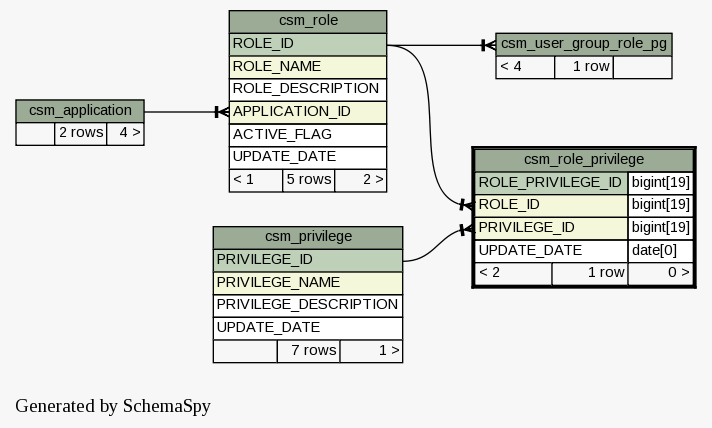 csm_role
ROLE_ID
ROLE_NAME
ROLE_DESCRIPTION
APPLICATION_ID
ACTIVE_FLAG
UPDATE_DATE
< 1 5 rows 2 >
csm_user_group_role_pg
< 4 1 row
csm_application
2 rows 4 >
csm_role_privilege
ROLE_PRIVILEGE_ID bigint[19]
ROLE_ID bigint[19]
PRIVILEGE_ID bigint[19]
UPDATE_DATE date[0]
< 2 1 row 0 >
csm_privilege
PRIVILEGE_ID
PRIVILEGE_NAME
PRIVILEGE_DESCRIPTION
UPDATE_DATE
7 rows 1 >
Generated by SchemaSpy